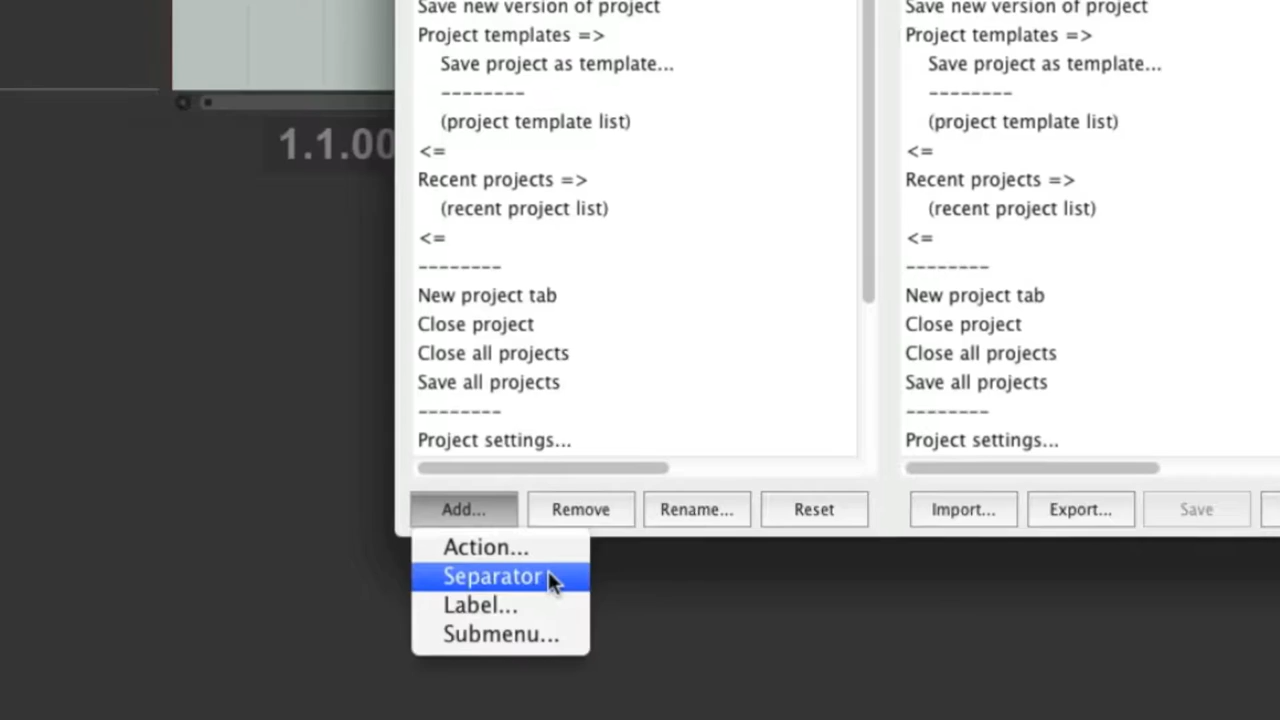 Save new version of project
Project templates =>
Save project as template...
--------
(project template list)
<=
Recent projects =>
(recent project list)
<=
--------
New project tab
Close project
Close all projects
Save all projects
--------
Project settings...
Save new version of project
Project templates =>
Save project as template...
--------
(project template list)
<=
Recent projects =>
(recent project list)
<=
--------
New project tab
Close project
Close all projects
Save all projects
--------
Project settings...
1.1.00
Add... Remove Rename... Reset Import... Export... Save
Action...
Separator
Label...
Submenu...